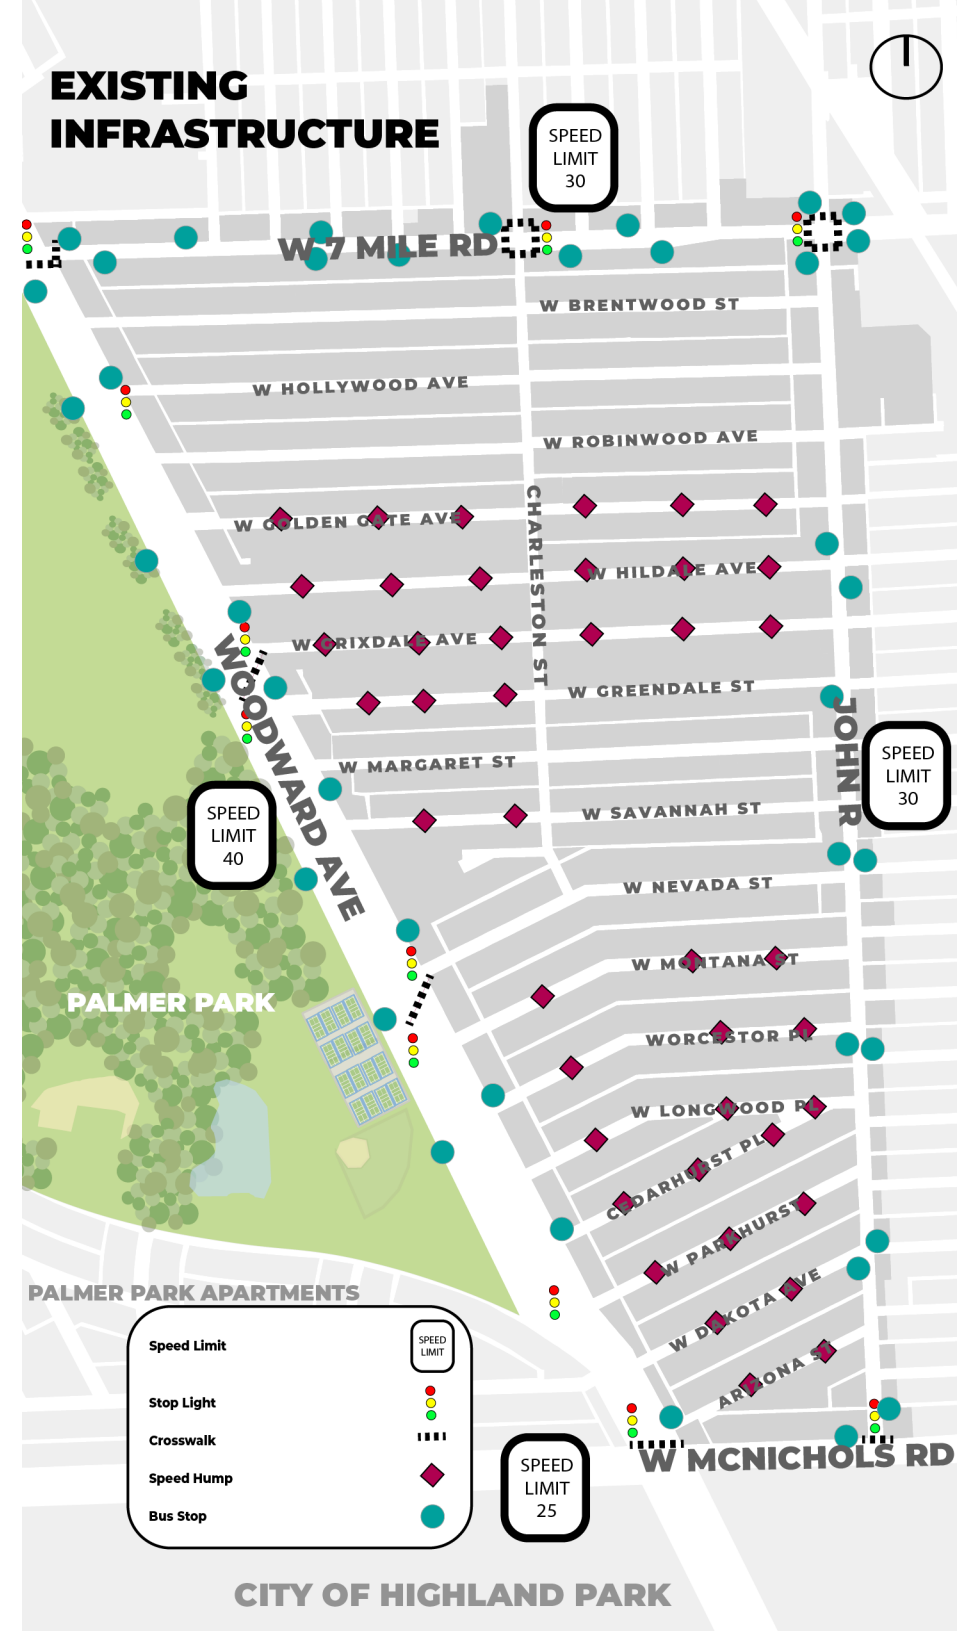 EXISTING
INFRASTRUCTURE
SPEED
LIMIT
30
W 7 MILE RD
W BRENTWOOD ST
W HOLLYWOOD AVE
W ROBINWOOD AVE
CHARLESTON ST
W GOLDEN GATE AVE
W HILDALE AVE
W GRIXDALE AVE
WOODWARD AVE
W GREENDALE ST
JOHN R
SPEED
LIMIT
30
W MARGARET ST
SPEED
LIMIT
40
W SAVANNAH ST
W NEVADA ST
W MONTANA ST
PALMER PARK
WORCESTOR PL
W LONGWOOD PL
CEDARHURST PL
W PARKHURST
W DAKOTA AVE
ARIZONA ST
PALMER PARK APARTMENTS
Speed Limit
SPEED
LIMIT
Stop Light
Crosswalk
Speed Hump
Bus Stop
W MCNICHOLS RD
SPEED
LIMIT
25
CITY OF HIGHLAND PARK